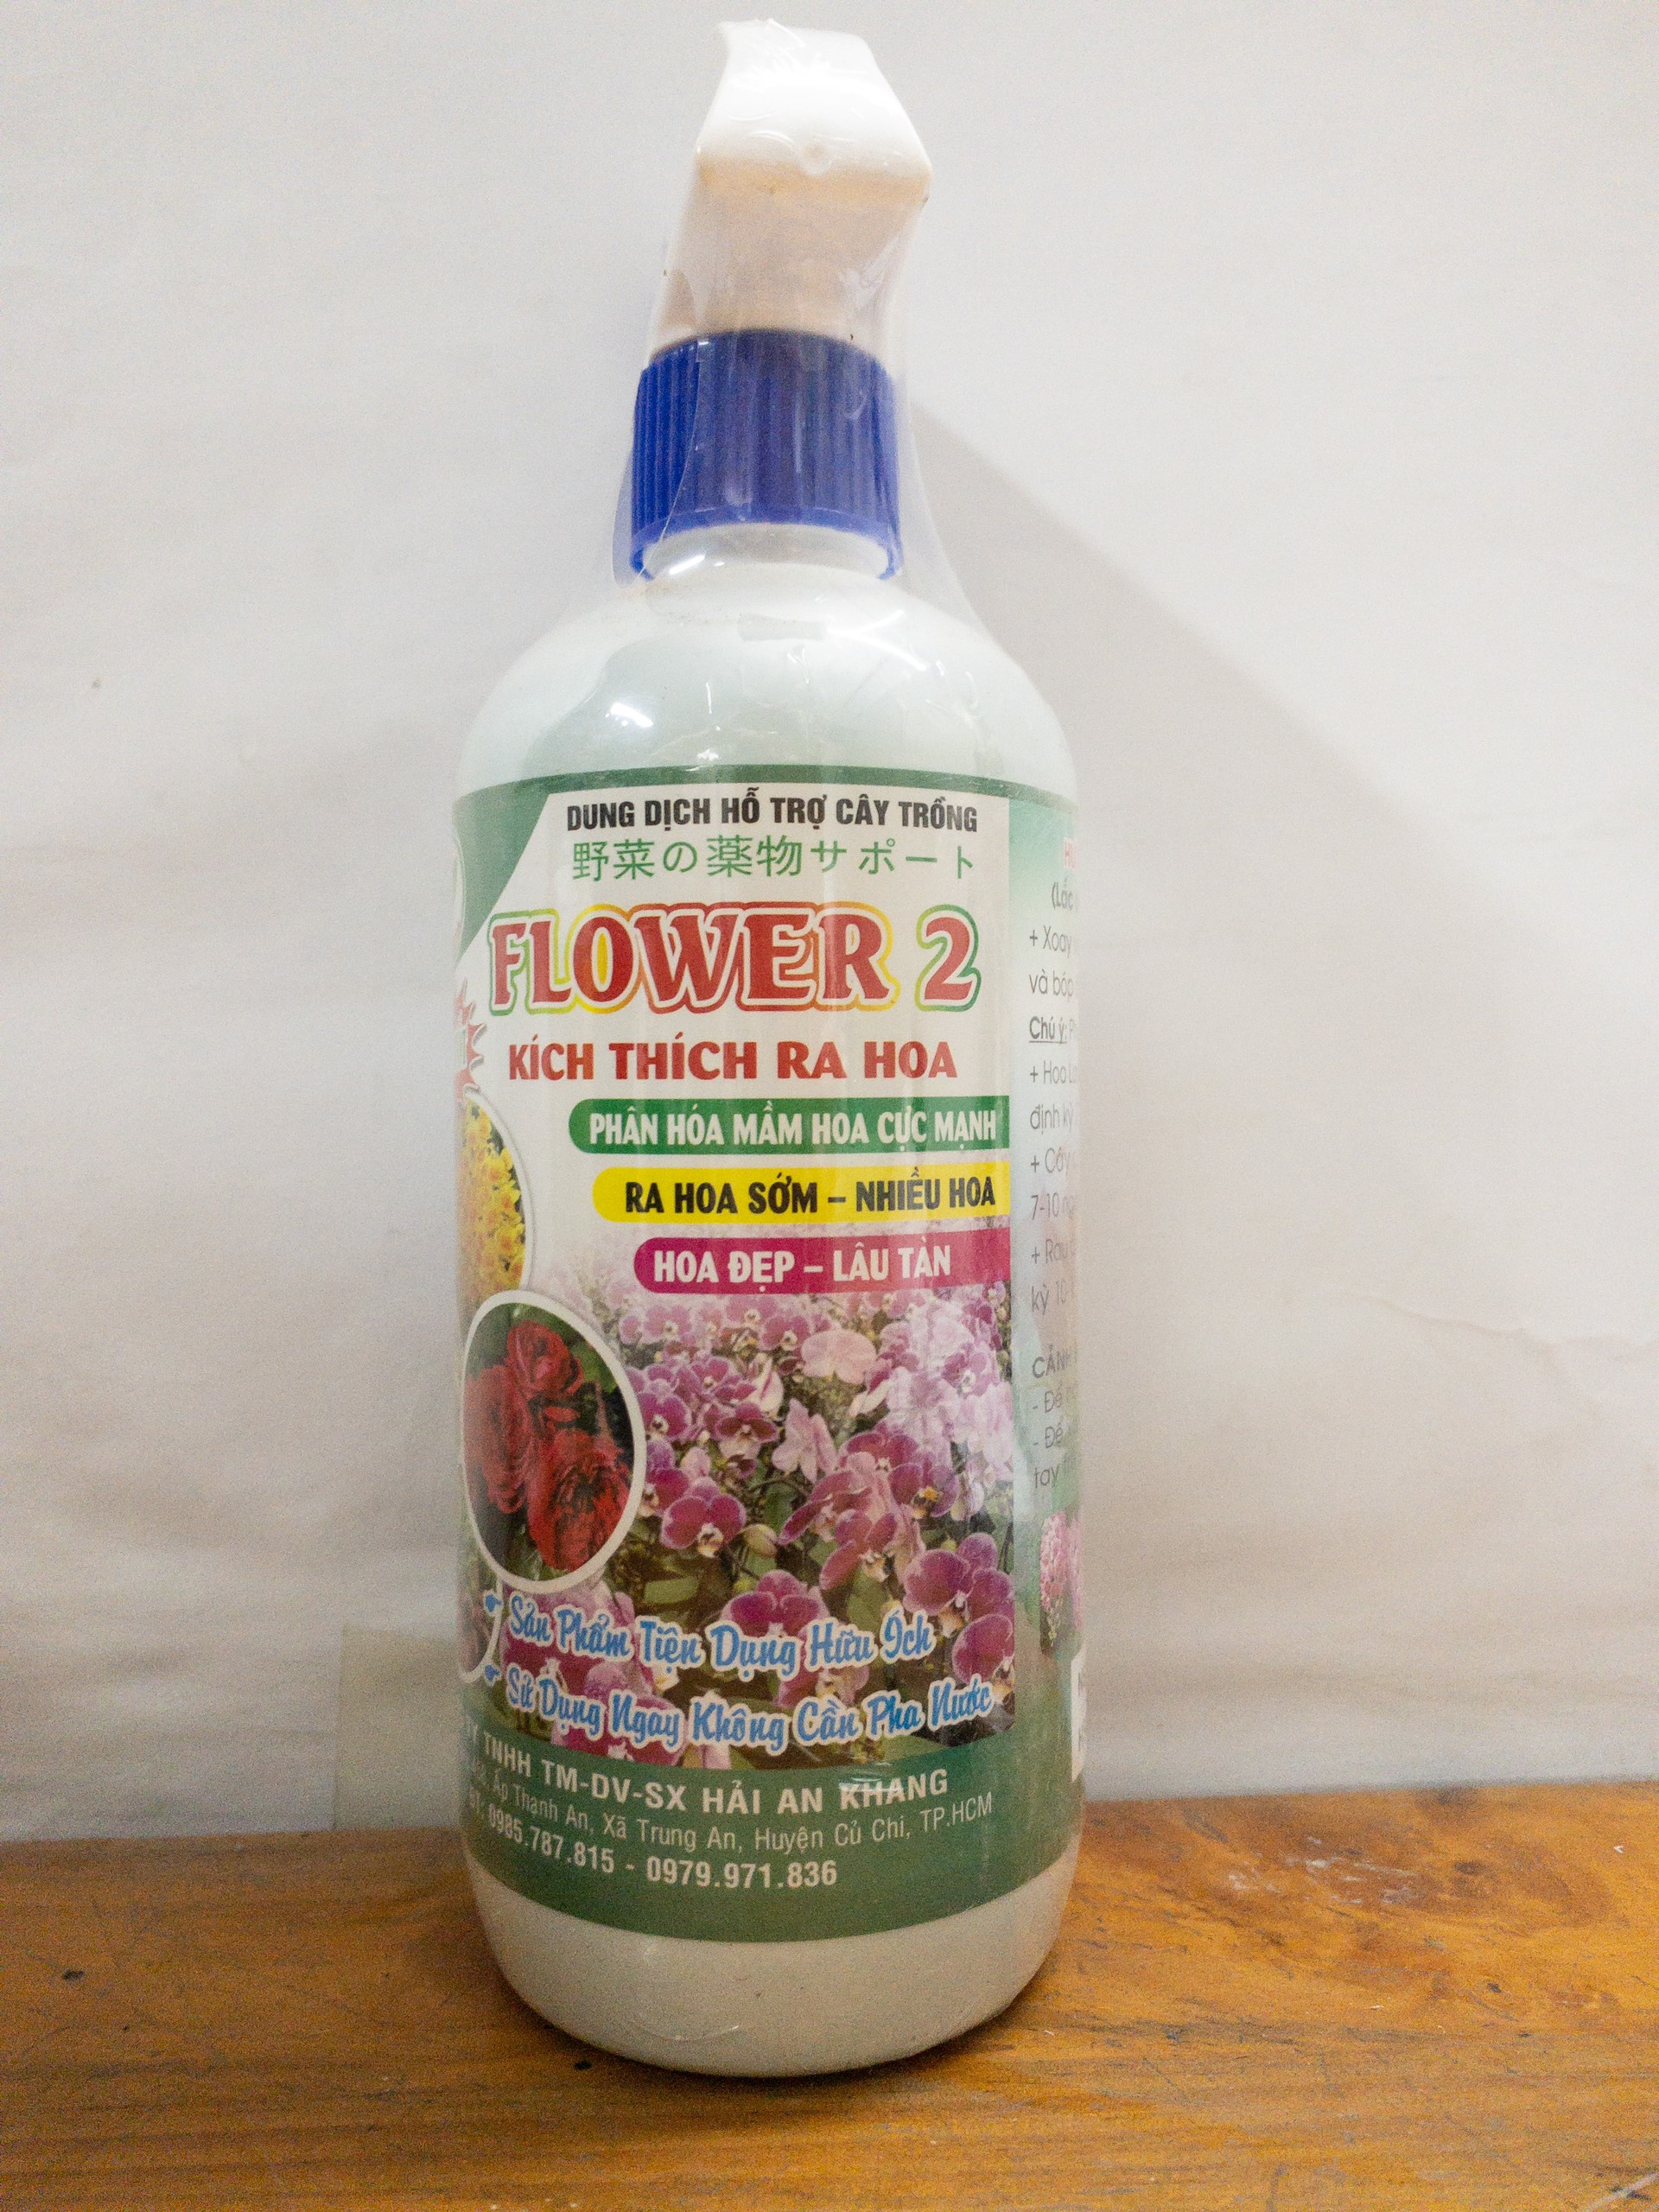 DUNG DỊCH HỖ TRỢ CÂY TRỒNG
野菜の薬物サポート
FLOWER 2
KÍCH THÍCH RA HOA
PHÂN HÓA MẦM HOA CỰC MẠNH
RA HOA SỚM – NHIỀU HOA
HOA ĐẸP – LÂU TÀN
Sản Phẩm Tiện Dụng Hữu Ích
Sử Dụng Ngay Không Cần Pha Nước
TNHH TM-DV-SX HẢI AN KHANG
Ấp Thạnh An, Xã Trung An, Huyện Củ Chi, TP.HCM
0985.787.815 - 0979.971.836
+ Xoay
và bóp
Chú ý:
+ Hoa
định kỳ
+ Cây
7-10
+ Rau
kỳ 10
- Để
- Để
tay